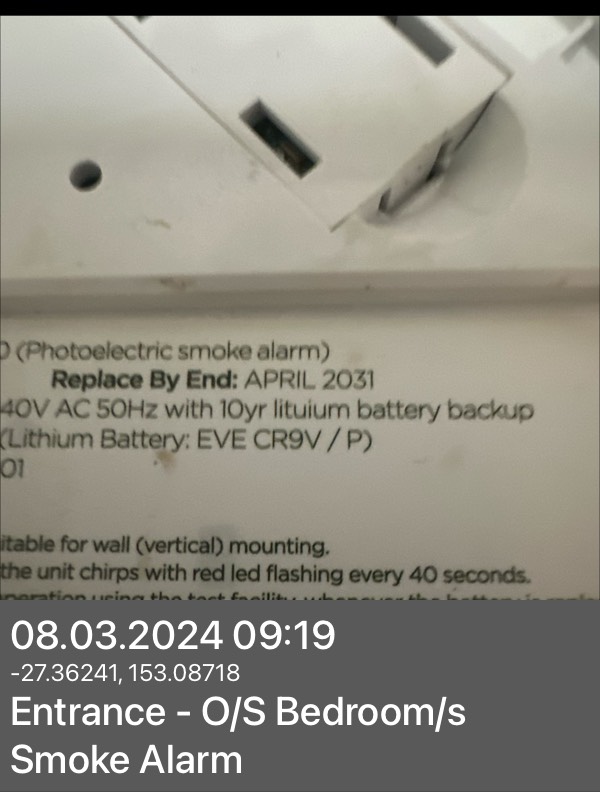 (Photoelectric smoke alarm)
Replace By End: APRIL 2031
40V AC 50Hz with 10yr lituium battery backup
(Lithium Battery: EVE CR9V / P)
01
itable for wall (vertical) mounting.
the unit chirps with red led flashing every 40 seconds.
08.03.2024 09:19
-27.36241, 153.08718
Entrance - O/S Bedroom/s
Smoke Alarm